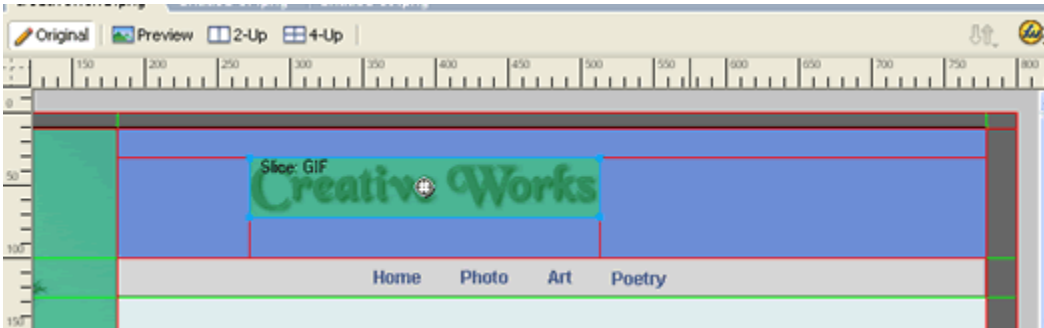 Original Preview 2-Up 4-Up
150 200 250 300 350 400 450 500 550 600 650 700 750 800
0
Slice: GIF
Creative Works
50
100
Home Photo Art Poetry
150